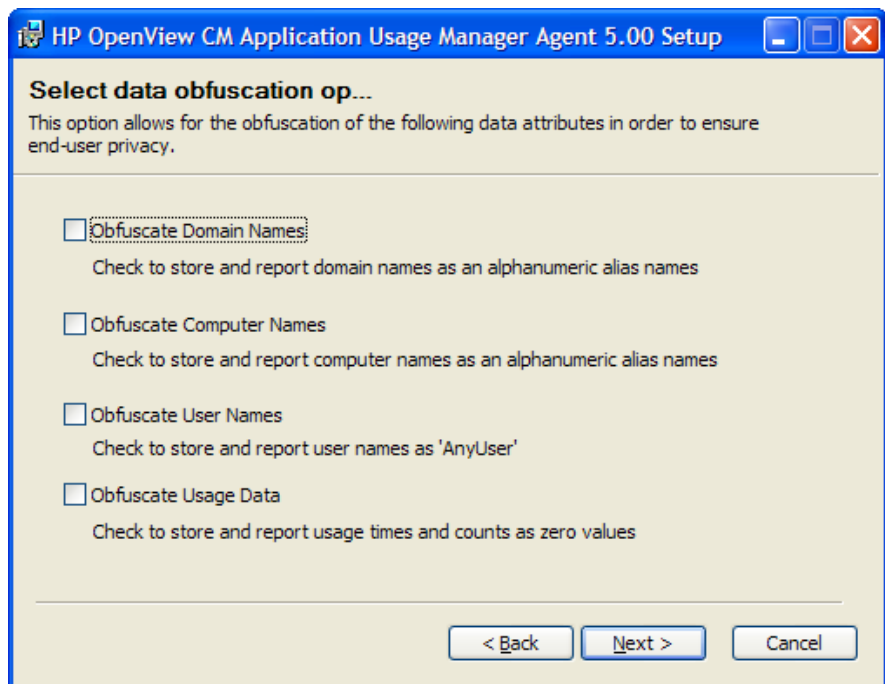 HP OpenView CM Application Usage Manager Agent 5.00 Setup
Select data obfuscation op...
This option allows for the obfuscation of the following data attributes in order to ensure
end-user privacy.
Obfuscate Domain Names
Check to store and report domain names as an alphanumeric alias names
Obfuscate Computer Names
Check to store and report computer names as an alphanumeric alias names
Obfuscate User Names
Check to store and report user names as 'AnyUser'
Obfuscate Usage Data
Check to store and report usage times and counts as zero values
< Back Next > Cancel